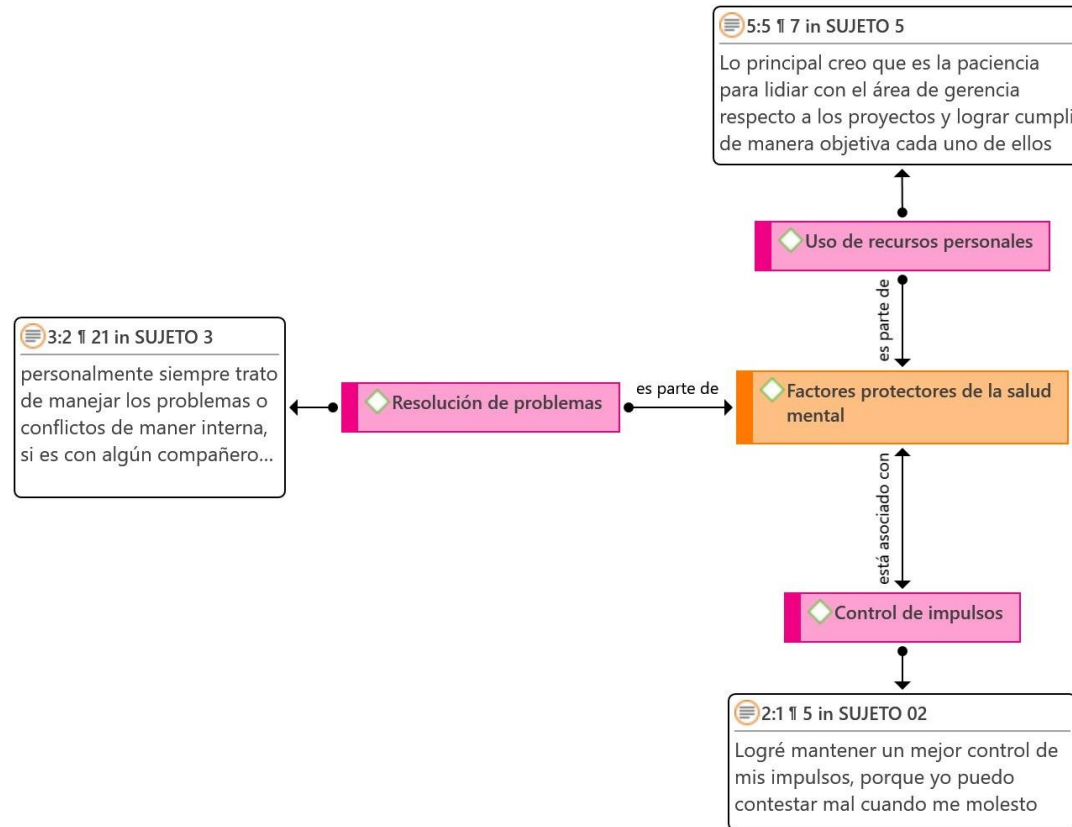 5:5 ¶ 7 in SUJETO 5
Lo principal creo que es la paciencia
para lidiar con el área de gerencia
respecto a los proyectos y lograr cumpli
de manera objetiva cada uno de ellos
Uso de recursos personales
es parte de
3:2 ¶ 21 in SUJETO 3
personalmente siempre trato
de manejar los problemas o
conflictos de maner interna,
si es con algún compañero...
Resolución de problemas
es parte de
Factores protectores de la salud
mental
está asociado con
Control de impulsos
2:1 ¶ 5 in SUJETO 02
Logré mantener un mejor control de
mis impulsos, porque yo puedo
contestar mal cuando me molesto